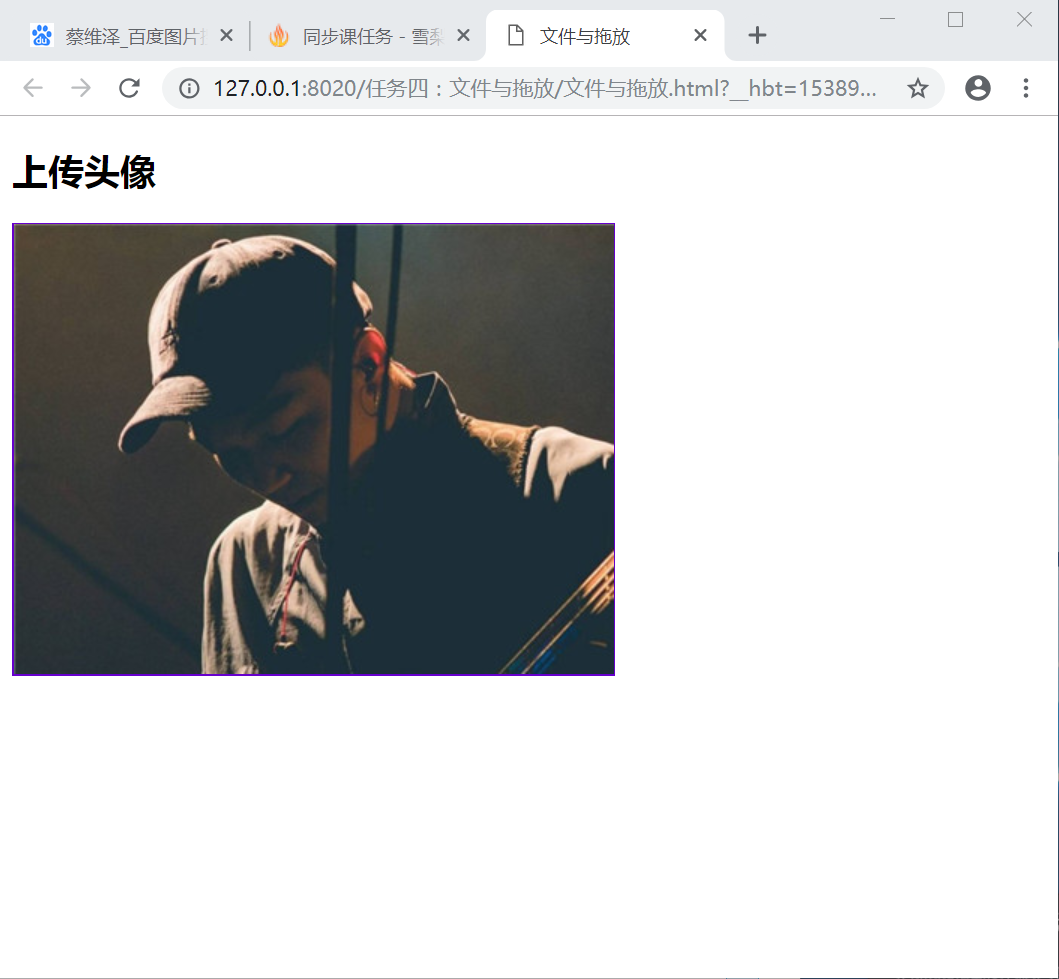 蔡维泽_百度图片
同步课任务 - 雪梨
文件与拖放
127.0.0.1:8020/任务四：文件与拖放/文件与拖放.html?__hbt=15389...
上传头像